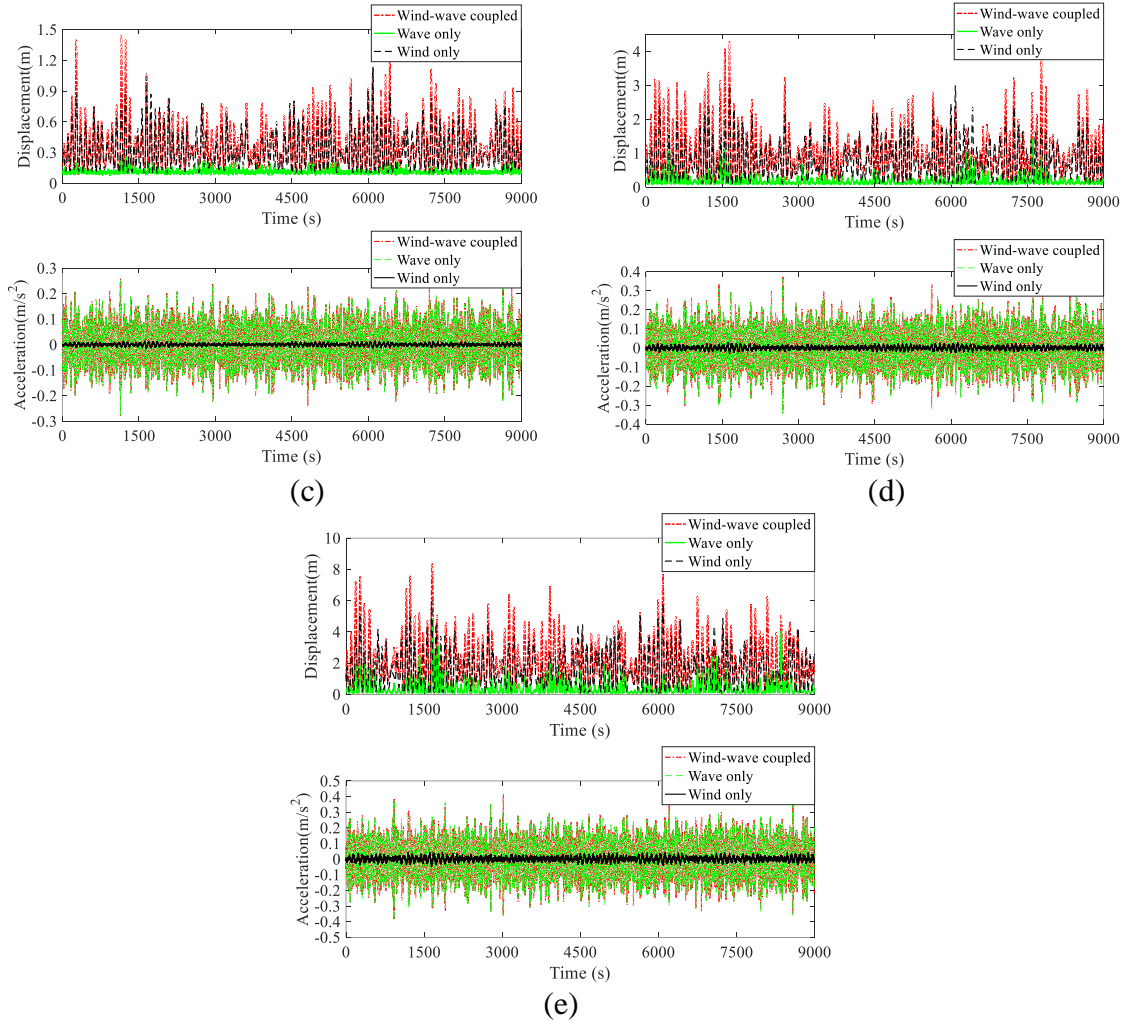 Wind-wave coupled
Wave only
Wind only
Displacement(m)
1.5
1.2
0.9
0.6
0.3
0
0 1500 3000 4500 6000 7500 9000
Time (s)
Wind-wave coupled
Wave only
Wind only
Acceleration(m/s²)
0.3
0.2
0.1
0
-0.1
-0.2
-0.3
0 1500 3000 4500 6000 7500 9000
Time (s)
(c)
Wind-wave coupled
Wave only
Wind only
Displacement(m)
4
3
2
1
0
0 1500 3000 4500 6000 7500 9000
Time (s)
Wind-wave coupled
Wave only
Wind only
Acceleration(m/s²)
0.4
0.3
0.2
0.1
0
-0.1
-0.2
-0.3
-0.4
0 1500 3000 4500 6000 7500 9000
Time (s)
(d)
Wind-wave coupled
Wave only
Wind only
Displacement(m)
10
8
6
4
2
0
0 1500 3000 4500 6000 7500 9000
Time (s)
Wind-wave coupled
Wave only
Wind only
Acceleration(m/s²)
0.5
0.4
0.3
0.2
0.1
0
-0.1
-0.2
-0.3
-0.4
-0.5
0 1500 3000 4500 6000 7500 9000
Time (s)
(e)